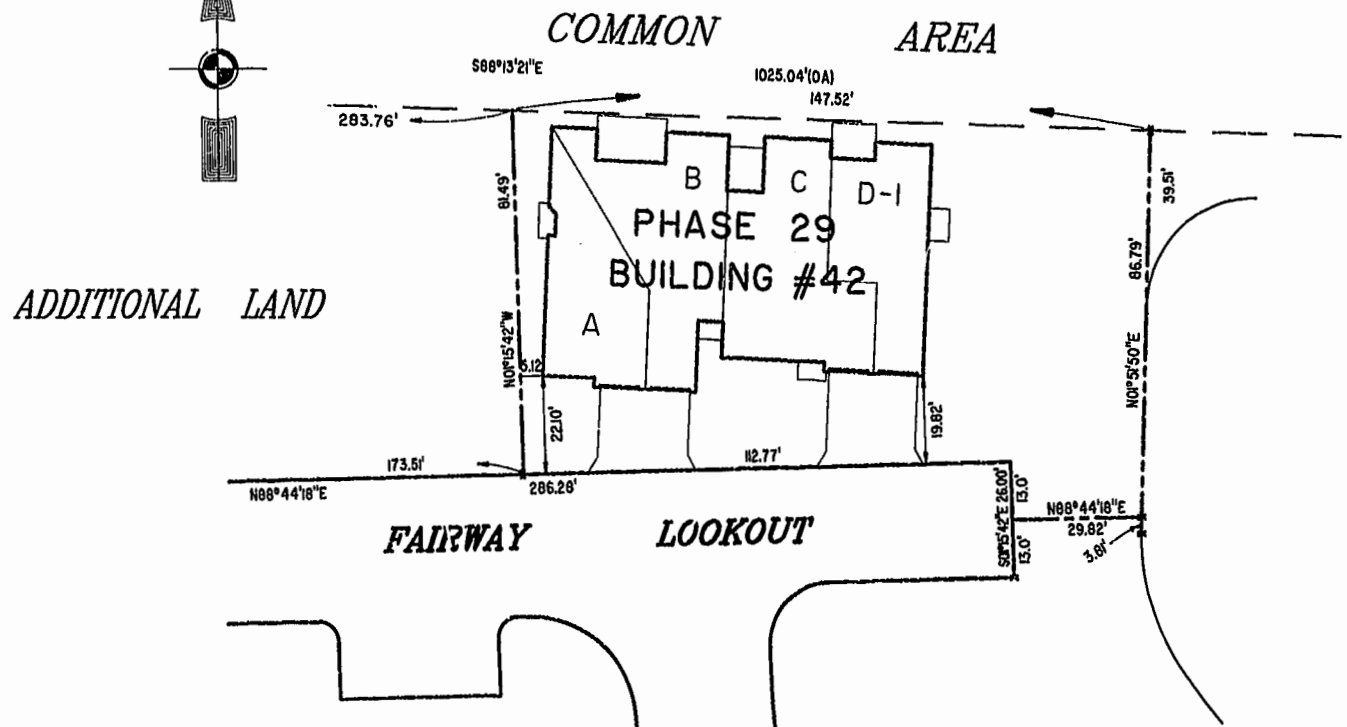 COMMON AREA
S88°13'21"E
1025.04'(OA)
147.52'
283.76'
81.49'
39.51'
B
C
D-1
PHASE 29
BUILDING #42
86.79'
ADDITIONAL LAND
A
N01°15'42"W
N01°51'50"E
5.12
22.10'
19.82'
173.51'
112.77'
N88°44'18"E
286.28'
S01°15'42"E 26.00'
13.0'
13.0'
N88°44'18"E
29.82'
3.81'
FAIRWAY LOOKOUT